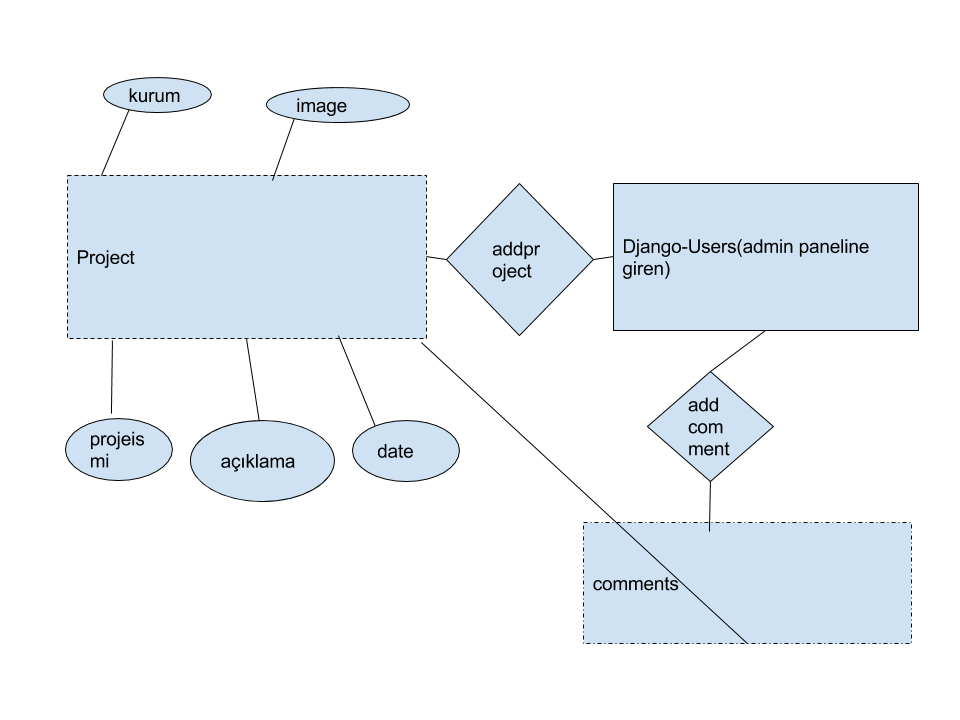 kurum
image
Project
addpr
oject
Django-Users(admin paneline
giren)
add
com
ment
projeis
mi
açıklama
date
comments